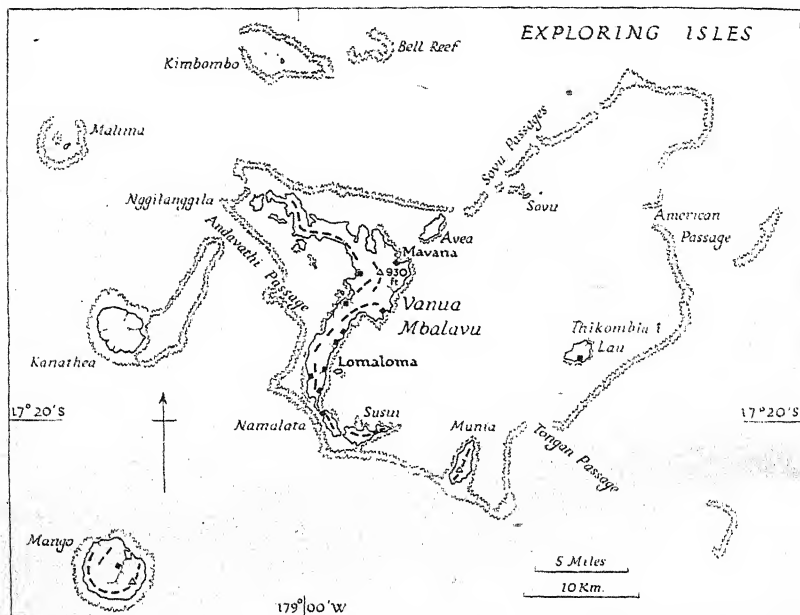 EXPLORING ISLES
Bell Reef
Kimbombo
Malima
Sovu Passages
Nggilanggila
Sovu
American
Passage
Avea
Andavathi Passage
Mavana
930
ft
Vanua
Mbalavu
Thikombia i
Lau
Kanathea
Lomaloma
17°20'S
17°20'S
Susui
Namalata
Munia
Tongan Passage
Mango
5 Miles
10 Km.
179°00'W